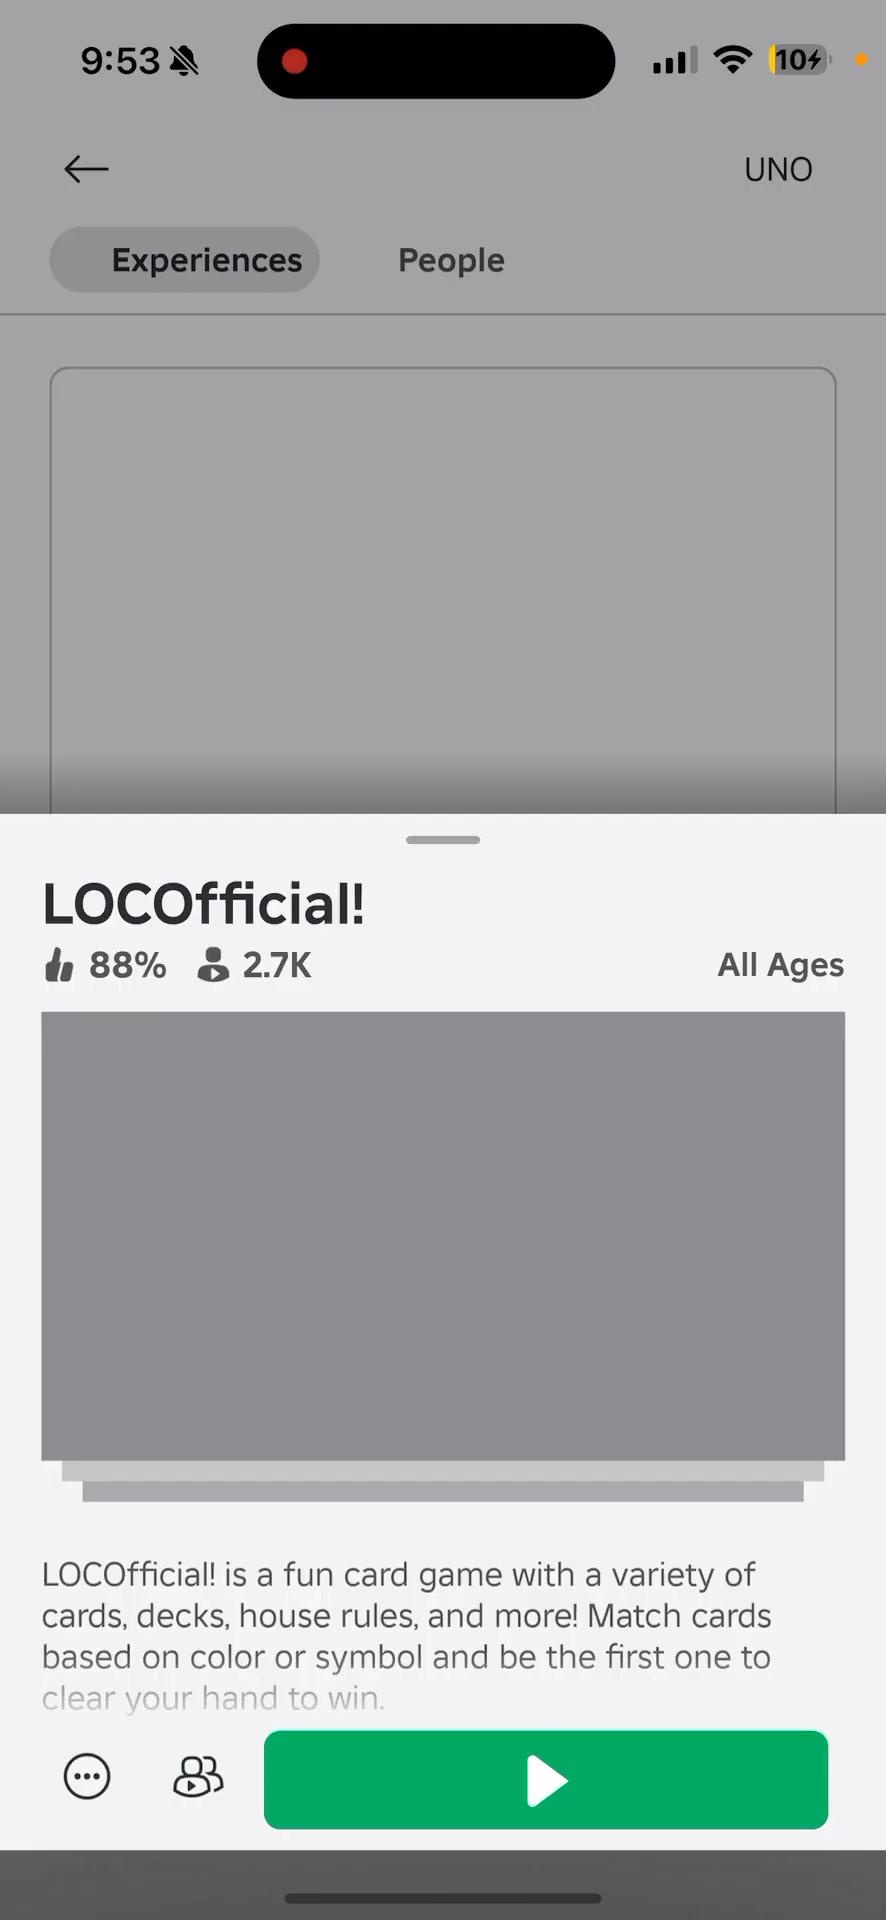 9:53
10
UNO
Experiences
People
LOCOfficial!
88%
2.7K
All Ages
LOCOfficial! is a fun card game with a variety of
cards, decks, house rules, and more! Match cards
based on color or symbol and be the first one to
clear your hand to win.